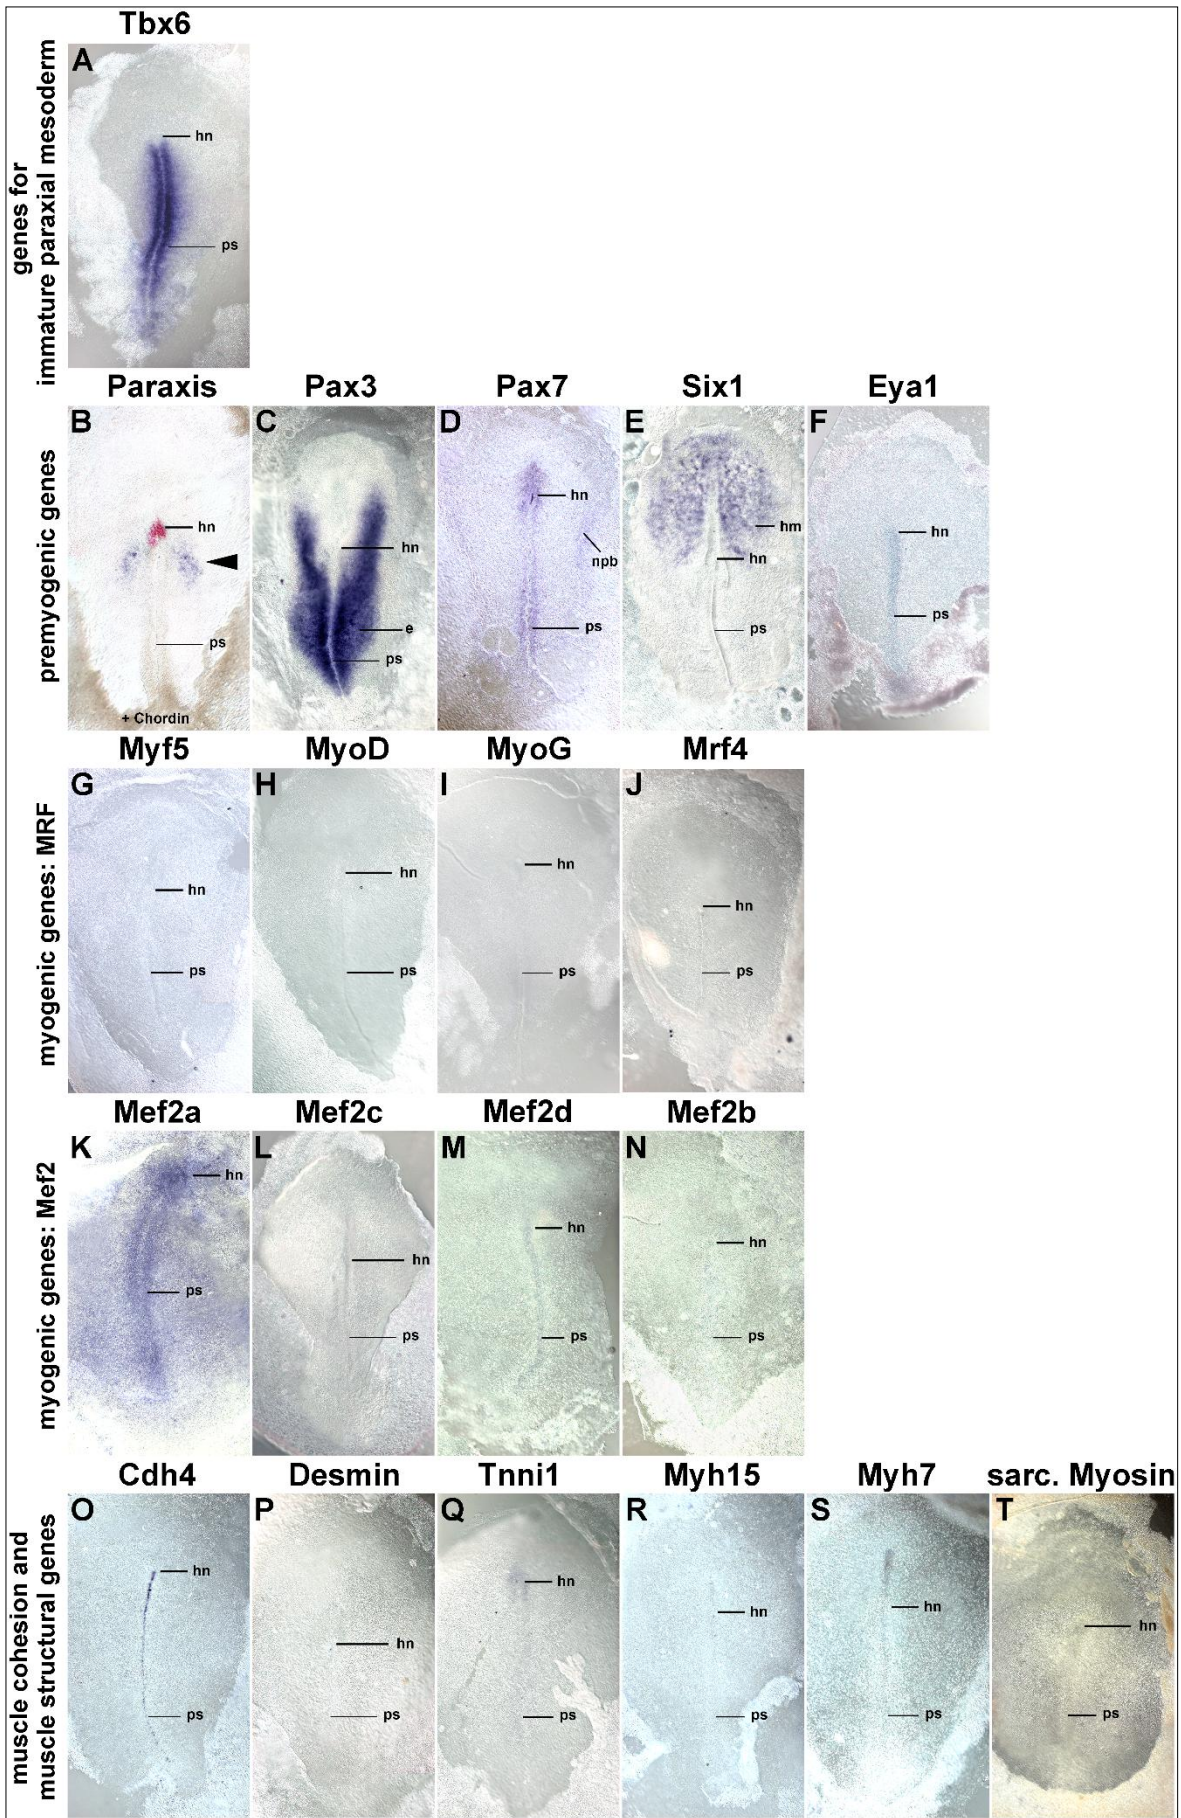 genes for
immature paraxial mesoderm
Tbx6
A
hn
ps
premyogenic genes
Paraxis
B
hn
ps
+ Chordin
Pax3
C
hn
e
ps
Pax7
D
hn
npb
ps
Six1
E
hm
hn
ps
Eya1
F
hn
ps
myogenic genes: MRF
Myf5
G
hn
ps
MyoD
H
hn
ps
MyoG
I
hn
ps
Mrf4
J
hn
ps
myogenic genes: Mef2
Mef2a
K
hn
ps
Mef2c
L
hn
ps
Mef2d
M
hn
ps
Mef2b
N
hn
ps
muscle cohesion and
muscle structural genes
Cdh4
O
hn
ps
Desmin
P
hn
ps
Tnni1
Q
hn
ps
Myh15
R
hn
ps
Myh7
S
hn
ps
sarc. Myosin
T
hn
ps